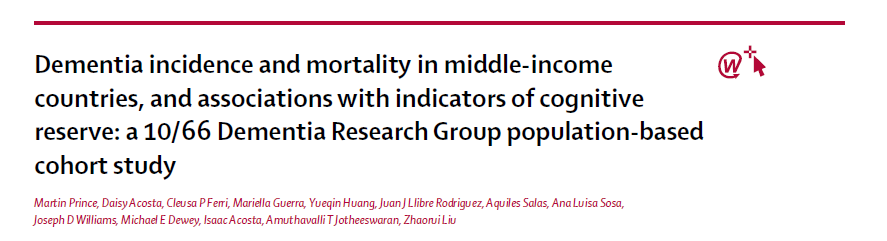 Dementia incidence and mortality in middle-income
countries, and associations with indicators of cognitive
reserve: a 10/66 Dementia Research Group population-based
cohort study
W
Martin Prince, Daisy Acosta, Cleusa P Ferri, Mariella Guerra, Yueqin Huang, Juan J Llibre Rodriguez, Aquiles Salas, Ana Luisa Sosa,
Joseph D Williams, Michael E Dewey, Isaac Acosta, Amuthavalli T Jotheeswaran, Zhaorui Liu